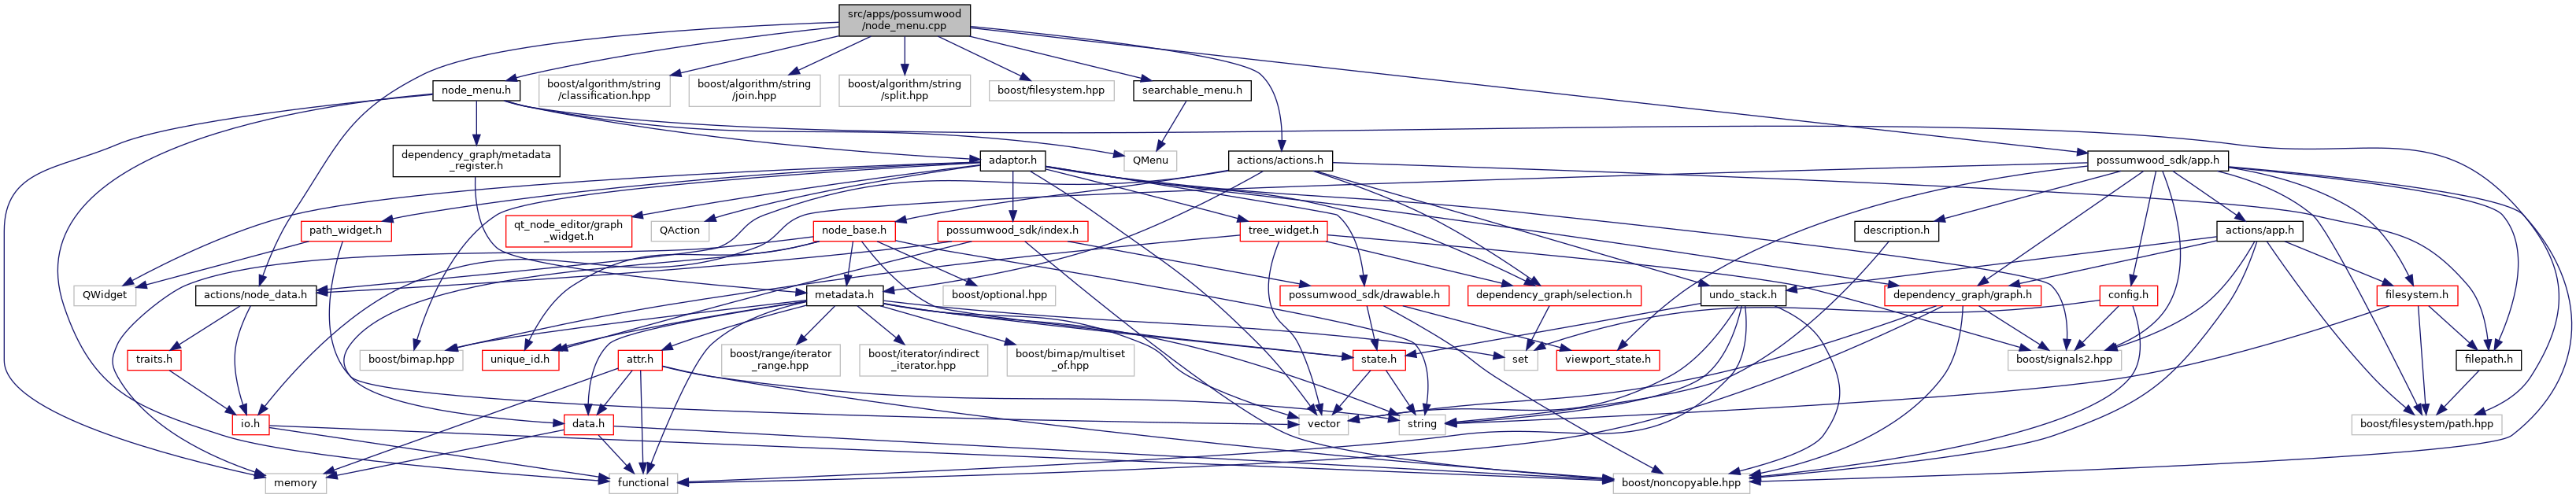 src/apps/possumwood
/node_menu.cpp
node_menu.h
boost/algorithm/string
/classification.hpp
boost/algorithm/string
/join.hpp
boost/algorithm/string
/split.hpp
boost/filesystem.hpp
searchable_menu.h
dependency_graph/metadata
_register.h
adaptor.h
QMenu
actions/actions.h
possumwood_sdk/app.h
path_widget.h
qt_node_editor/graph
_widget.h
QAction
node_base.h
possumwood_sdk/index.h
tree_widget.h
description.h
actions/app.h
QWidget
actions/node_data.h
metadata.h
boost/optional.hpp
possumwood_sdk/drawable.h
dependency_graph/selection.h
undo_stack.h
dependency_graph/graph.h
config.h
filesystem.h
traits.h
boost/bimap.hpp
unique_id.h
attr.h
boost/range/iterator
_range.hpp
boost/iterator/indirect
_iterator.hpp
boost/bimap/multiset
_of.hpp
state.h
set
viewport_state.h
boost/signals2.hpp
filepath.h
io.h
data.h
vector
string
boost/filesystem/path.hpp
memory
functional
boost/noncopyable.hpp